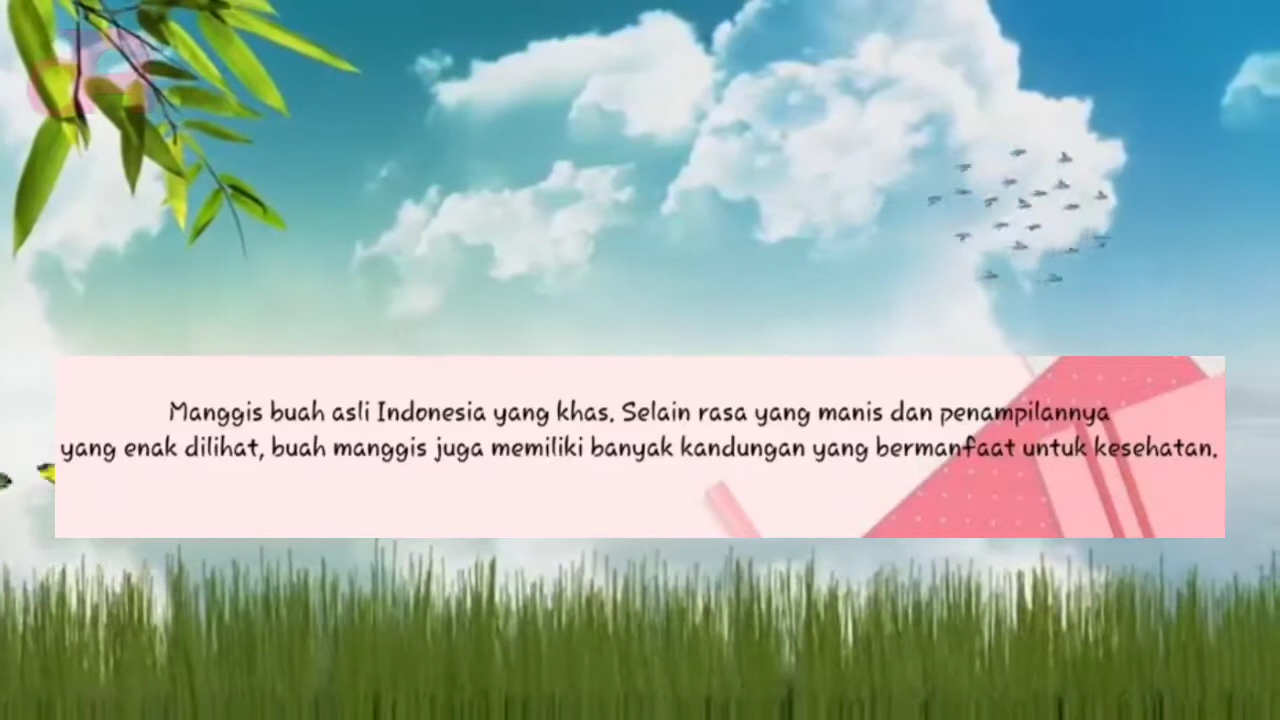 Manggis buah asli Indonesia yang khas. Selain rasa yang manis dan penampilannya
yang enak dilihat, buah manggis juga memiliki banyak kandungan yang bermanfaat untuk kesehatan.